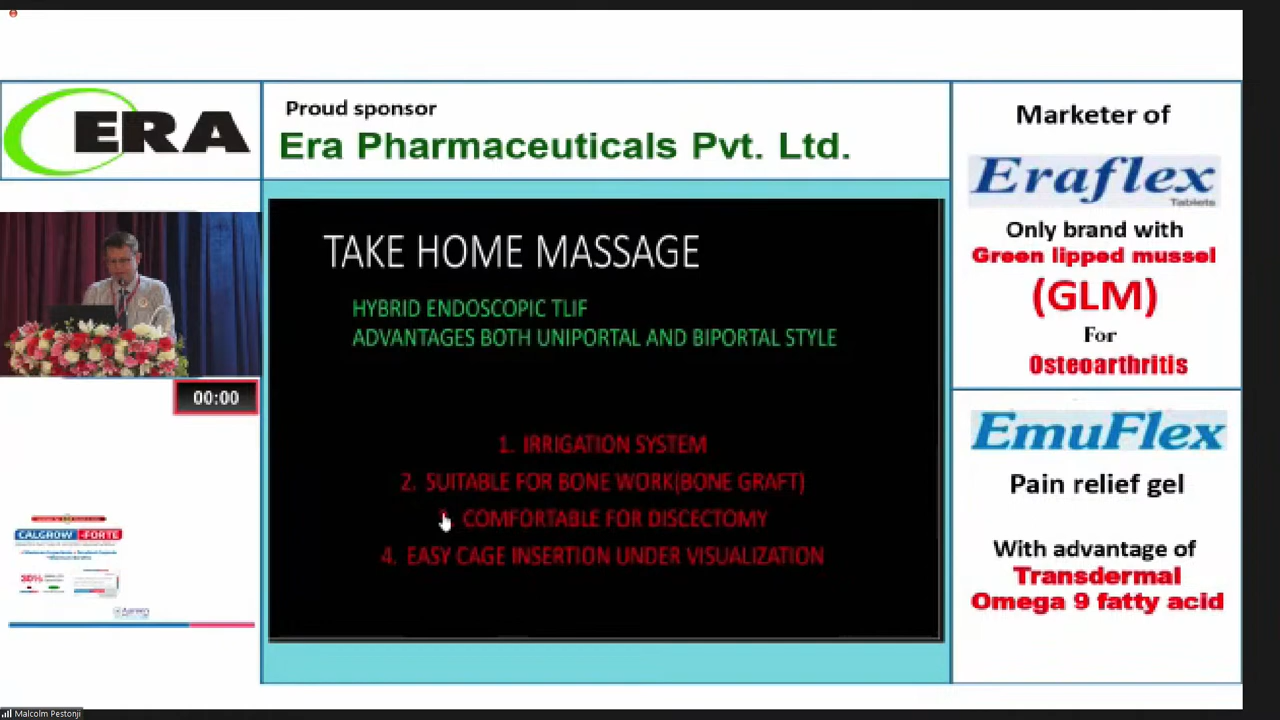 ERA
Proud sponsor
Era Pharmaceuticals Pvt. Ltd.
TAKE HOME MASSAGE
HYBRID ENDOSCOPIC TLIF
ADVANTAGES BOTH UNIPORTAL AND BIPORTAL STYLE
1. IRRIGATION SYSTEM
2. SUITABLE FOR BONE WORK(BONE GRAFT)
COMFORTABLE FOR DISCECTOMY
4. EASY CAGE INSERTION UNDER VISUALIZATION
00:00
CALGROW -FORTE
Marketer of
Eraflex
Tablets
Only brand with
Green lipped mussel
(GLM)
For
Osteoarthritis
EmuFlex
Pain relief gel
With advantage of
Transdermal
Omega 9 fatty acid
Malcolm Pestonji